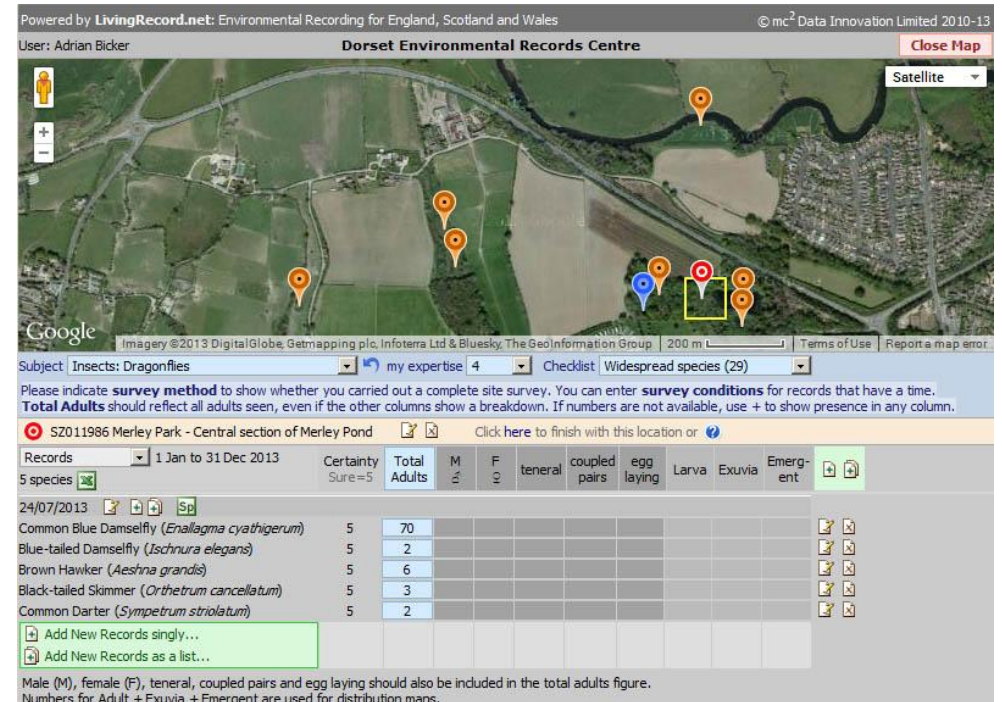 Powered by LivingRecord.net: Environmental Recording for England, Scotland and Wales © mc2 Data Innovation Limited 2010-13
User: Adrian Bicker Dorset Environmental Records Centre Close Map
Satellite
+
−
Google Imagery ©2013 DigitalGlobe, Getmapping plc, Infoterra Ltd & Bluesky, The GeoInformation Group 200 m Terms of Use Report a map error
Subject Insects: Dragonflies my expertise 4 Checklist Widespread species (29)
Please indicate survey method to show whether you carried out a complete site survey. You can enter survey conditions for records that have a time.
Total Adults should reflect all adults seen, even if the other columns show a breakdown. If numbers are not available, use + to show presence in any column.
SZ011986 Merley Park - Central section of Merley Pond Click here to finish with this location or ?
Records 1 Jan to 31 Dec 2013 Certainty Total M F teneral coupled egg Larva Exuvia Emerg-
5 species Sure=5 Adults ♂ ♀ pairs laying ent
24/07/2013 Sp
Common Blue Damselfly (Enallagma cyathigerum) 5 70
Blue-tailed Damselfly (Ischnura elegans) 5 2
Brown Hawker (Aeshna grandis) 5 6
Black-tailed Skimmer (Orthetrum cancellatum) 5 3
Common Darter (Sympetrum striolatum) 5 2
Add New Records singly...
Add New Records as a list...
Male (M), female (F), teneral, coupled pairs and egg laying should also be included in the total adults figure.
Numbers for Adult + Exuvia + Emergent are used for distribution maps.